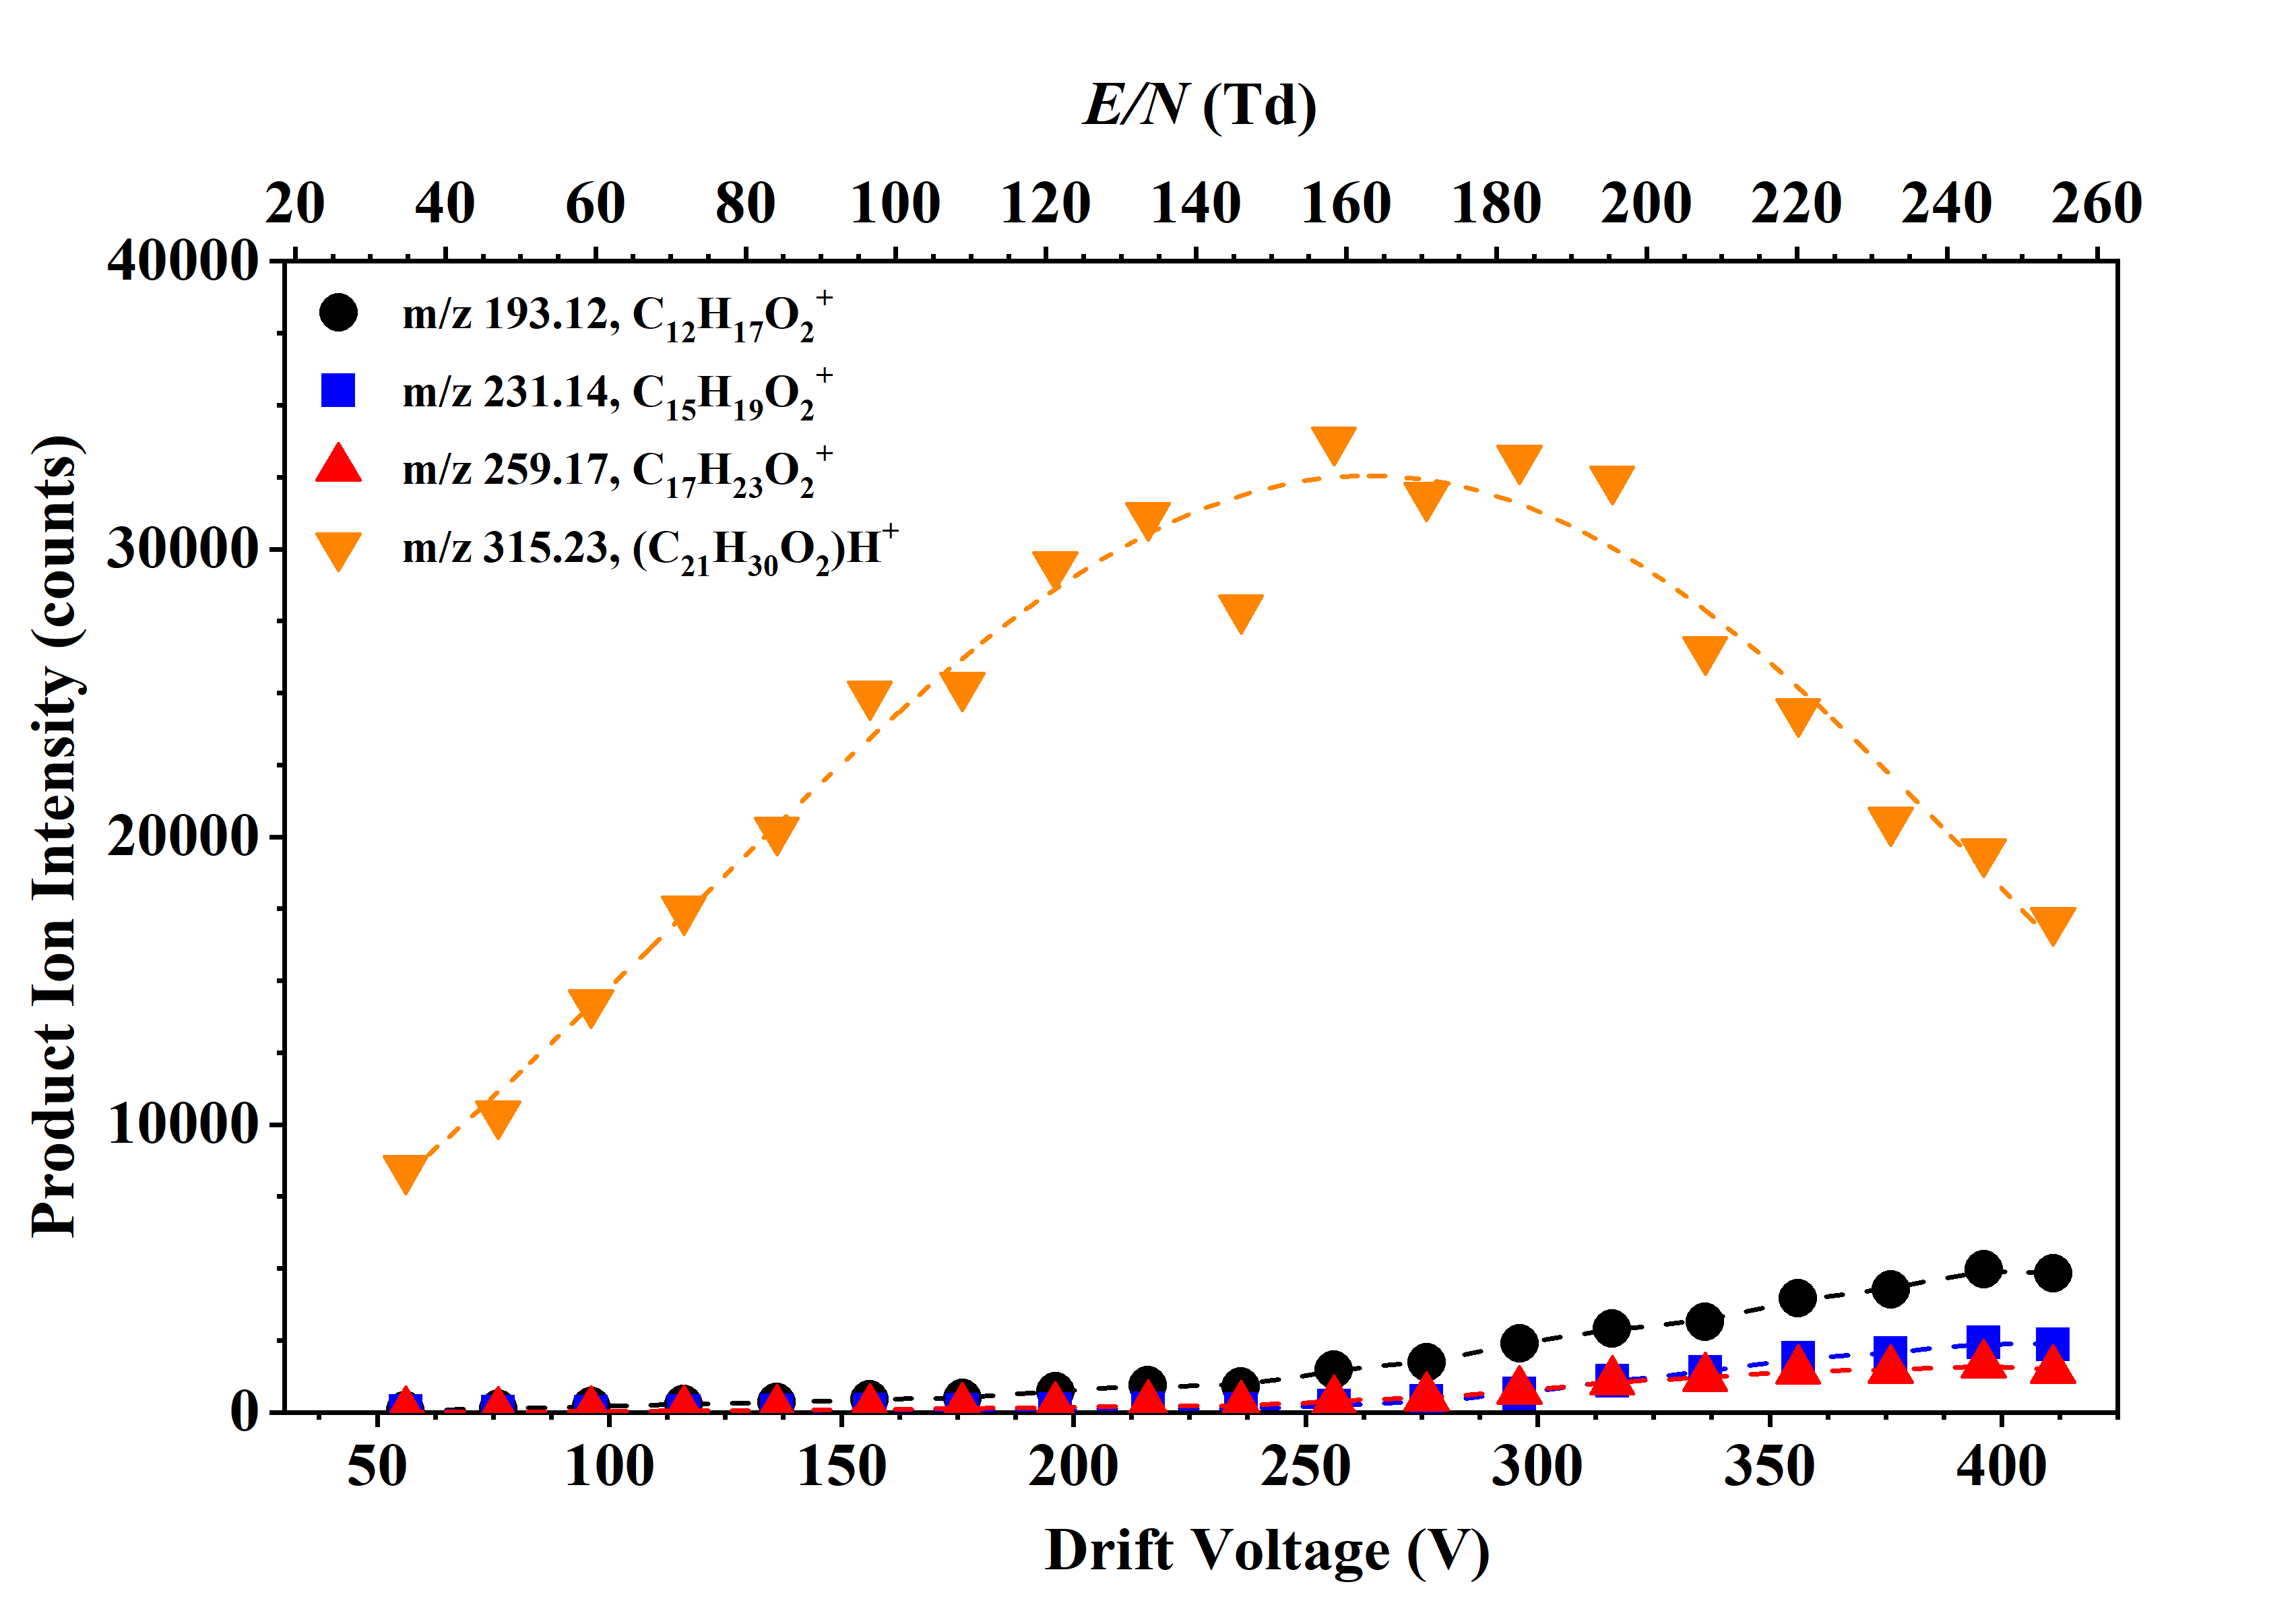 E/N (Td)
20 40 60 80 100 120 140 160 180 200 220 240 260
40000
30000
20000
10000
0
Product Ion Intensity (counts)
m/z 193.12, C₁₂H₁₇O₂⁺
m/z 231.14, C₁₅H₁₉O₂⁺
m/z 259.17, C₁₇H₂₃O₂⁺
m/z 315.23, (C₂₁H₃₀O₂)H⁺
50 100 150 200 250 300 350 400
Drift Voltage (V)